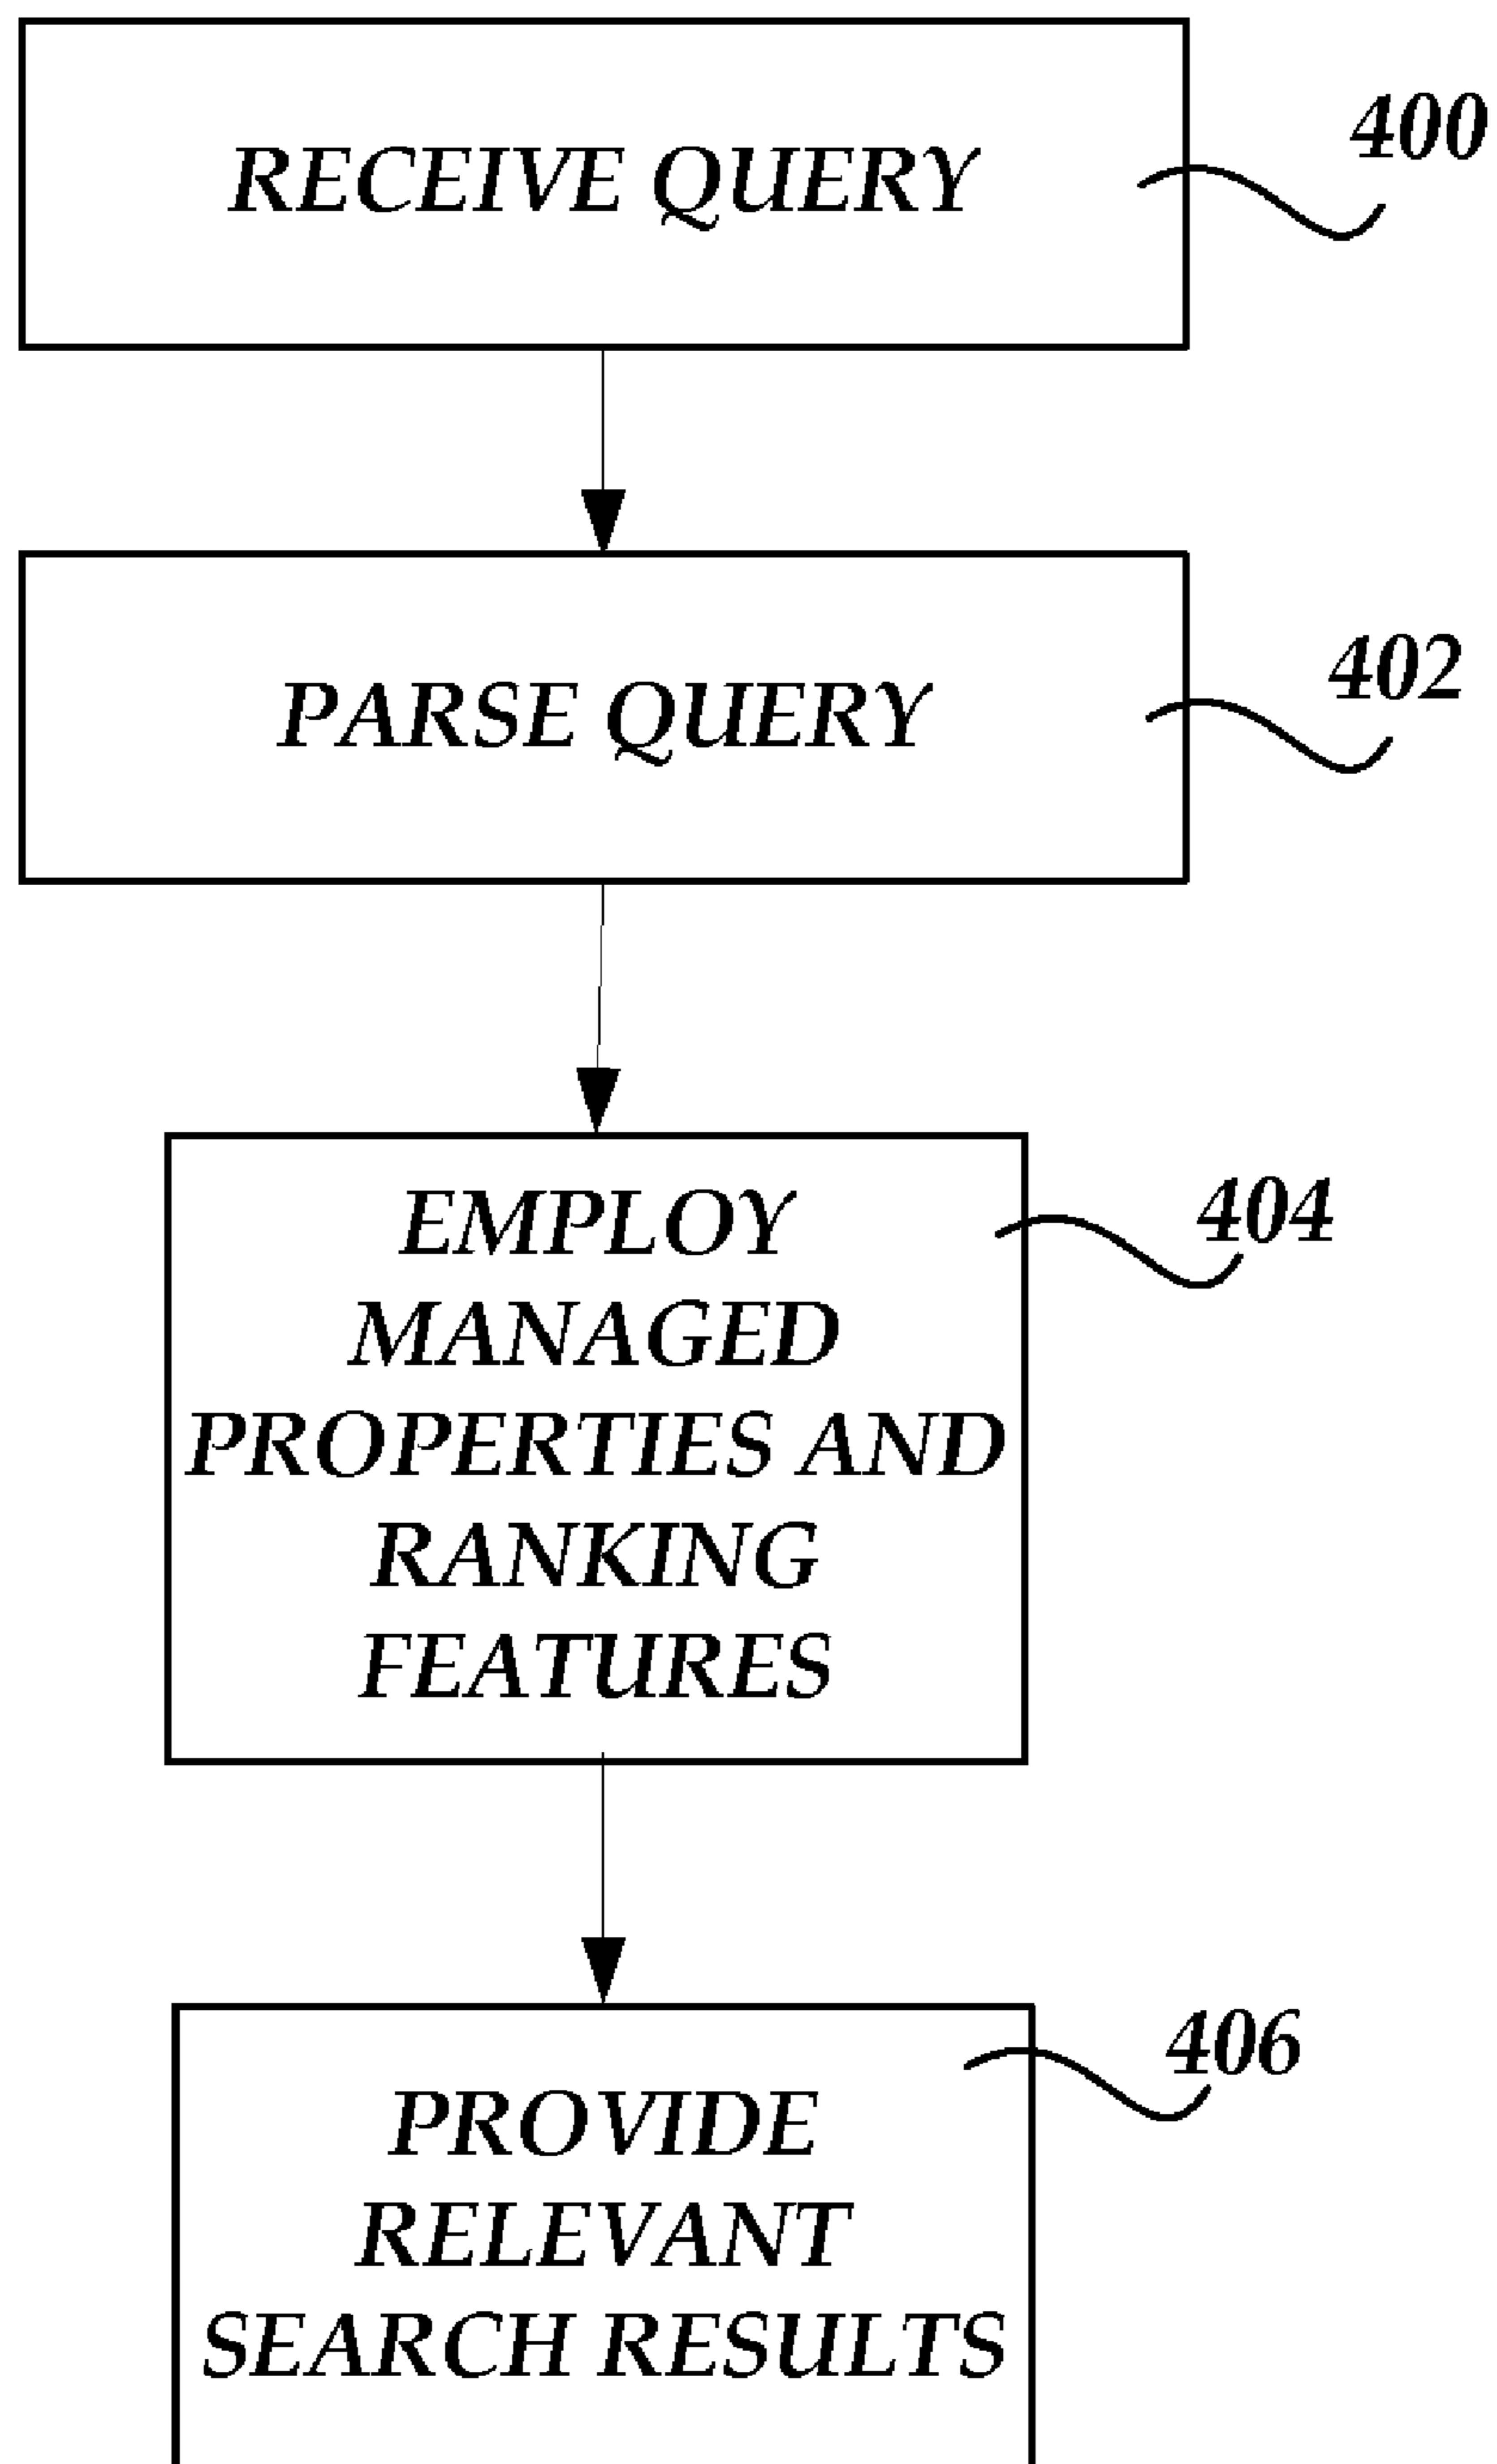 RECEIVE QUERY
400
PARSE QUERY
402
EMPLOY
MANAGED
PROPERTIES AND
RANKING
FEATURES
404
PROVIDE
RELEVANT
SEARCH RESULTS
406